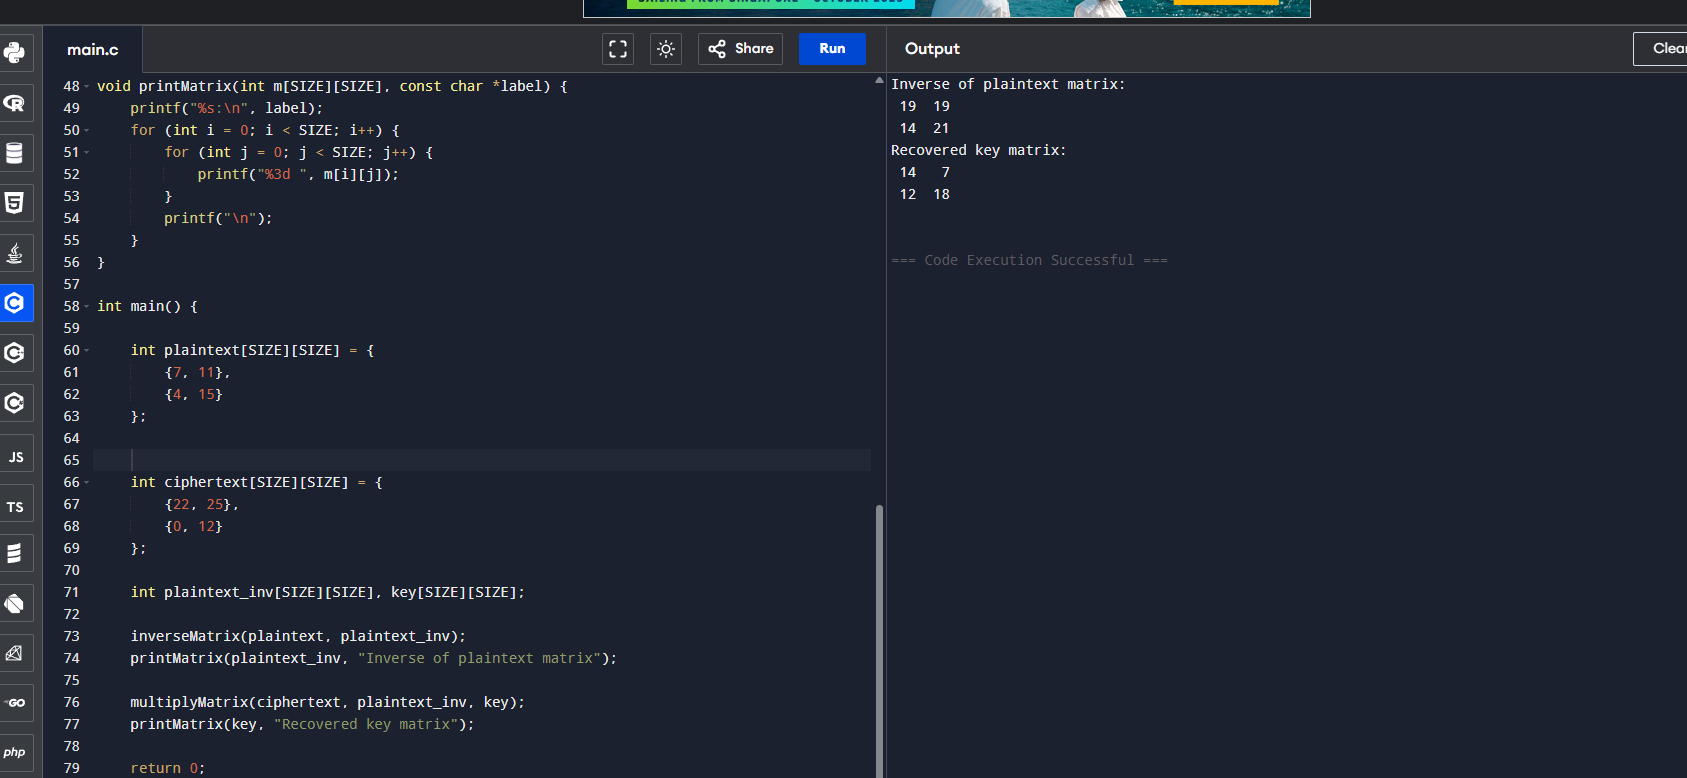 main.c
Share
Run
Output
Clear
48 void printMatrix(int m[SIZE][SIZE], const char *label) {
49 printf("%s:\n", label);
50 for (int i = 0; i < SIZE; i++) {
51 for (int j = 0; j < SIZE; j++) {
52 printf("%3d ", m[i][j]);
53 }
54 printf("\n");
55 }
56 }
57
58 int main() {
59
60 int plaintext[SIZE][SIZE] = {
61 {7, 11},
62 {4, 15}
63 };
64
65
66 int ciphertext[SIZE][SIZE] = {
67 {22, 25},
68 {0, 12}
69 };
70
71 int plaintext_inv[SIZE][SIZE], key[SIZE][SIZE];
72
73 inverseMatrix(plaintext, plaintext_inv);
74 printMatrix(plaintext_inv, "Inverse of plaintext matrix");
75
76 multiplyMatrix(ciphertext, plaintext_inv, key);
77 printMatrix(key, "Recovered key matrix");
78
79 return 0;
Inverse of plaintext matrix:
19 19
14 21
Recovered key matrix:
14 7
12 18
=== Code Execution Successful ===
JS
TS
GO
php